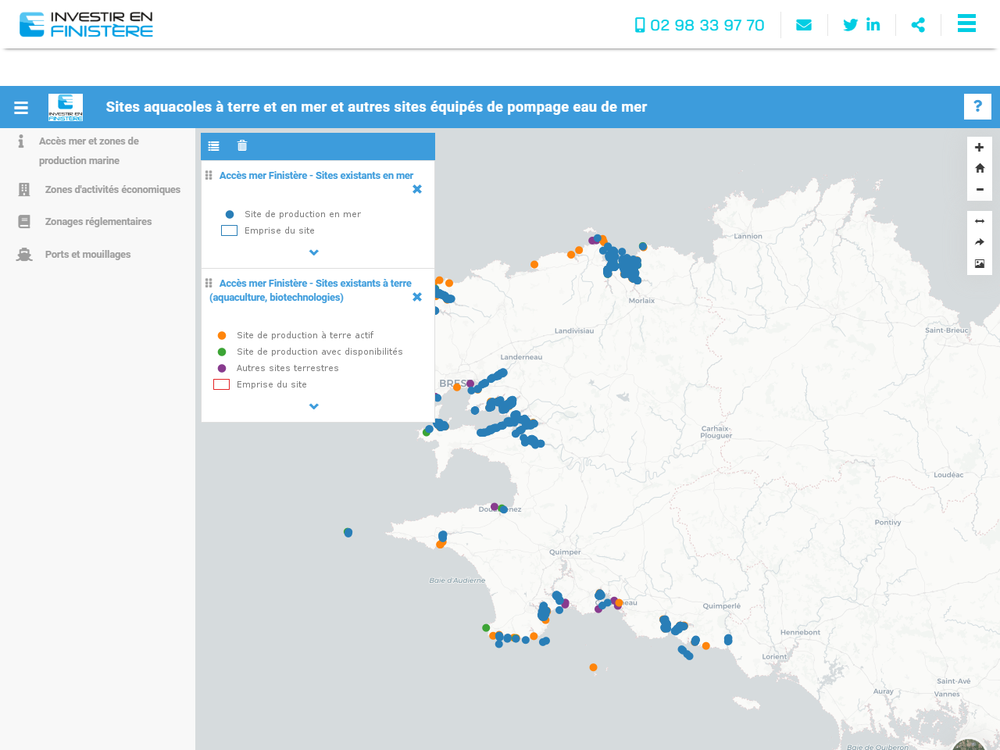 INVESTIR EN
FINISTÈRE
02 98 33 97 70
INVESTIR EN
FINISTÈRE
Sites aquacoles à terre et en mer et autres sites équipés de pompage eau de mer
?
Accès mer et zones de
production marine
Zones d'activités économiques
Zonages réglementaires
Ports et mouillages
Accès mer Finistère - Sites existants en mer
Site de production en mer
Emprise du site
Accès mer Finistère - Sites existants à terre
(aquaculture, biotechnologies)
Site de production à terre actif
Site de production avec disponibilités
Autres sites terrestres
Emprise du site
Lannion
Morlaix
Landivisiau
Saint-Brieuc
Landerneau
Carhaix-
Plouguer
Loudéac
Pontivy
Quimper
Baie d'Audierne
Quimperlé
Hennebont
Lorient
Saint-Avé
Auray
Vannes
Baie de Quiberon